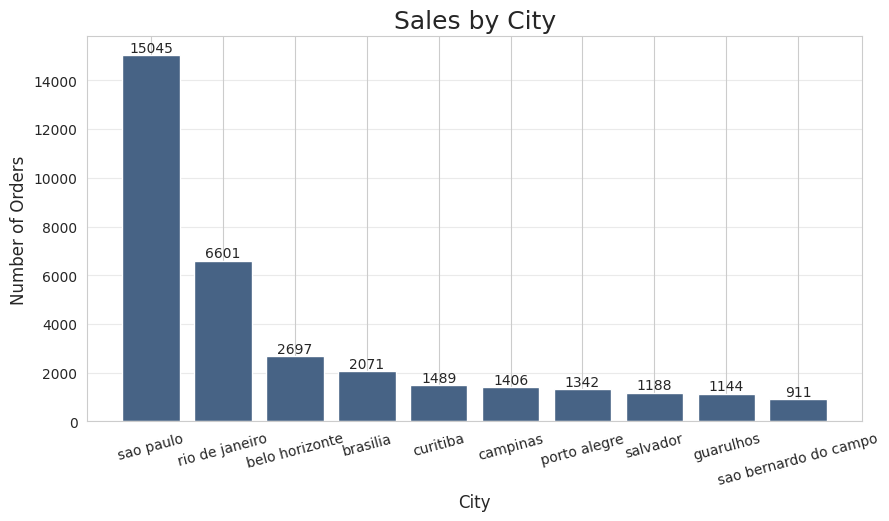 Sales by City
Number of Orders
14000
12000
10000
8000
6000
4000
2000
0
15045
6601
2697
2071
1489
1406
1342
1188
1144
911
sao paulo
rio de janeiro
belo horizonte
brasilia
curitiba
campinas
porto alegre
salvador
guarulhos
sao bernardo do campo
City